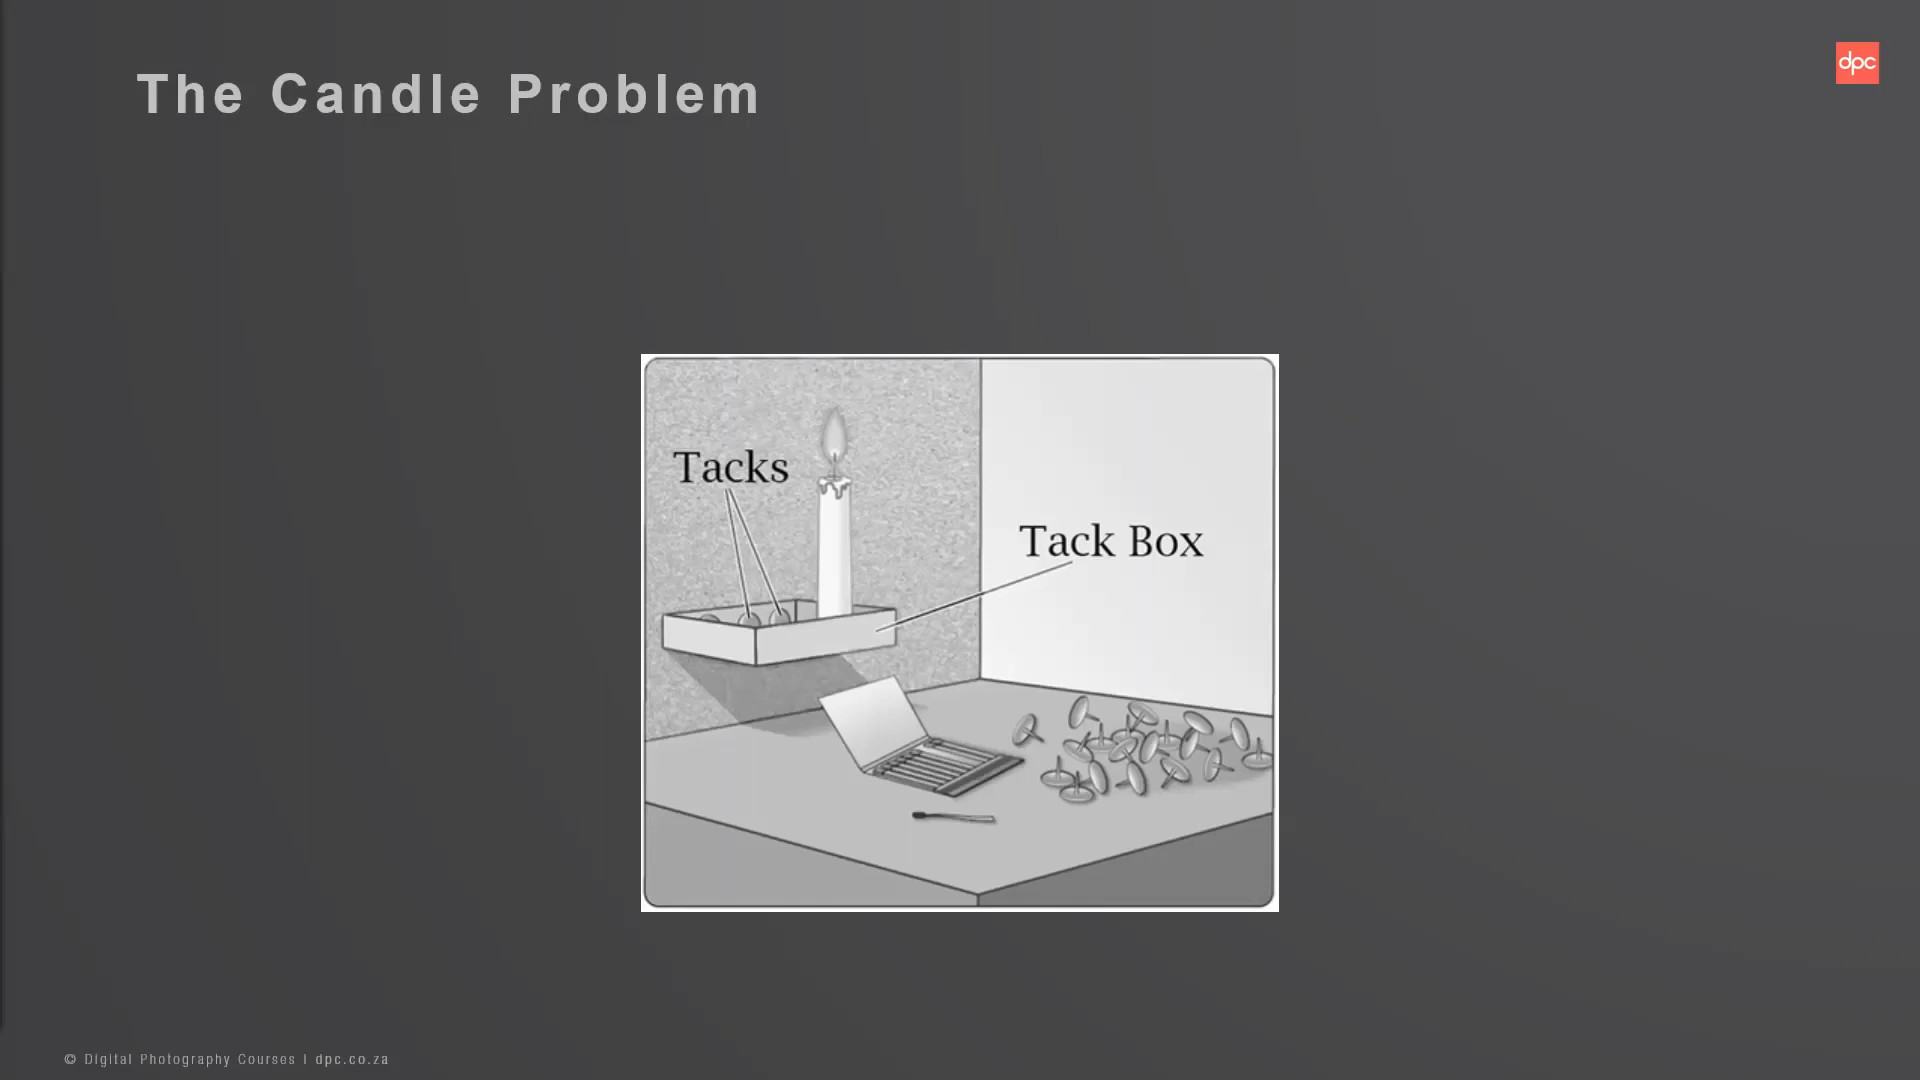 The Candle Problem
dpc
Tacks
Tack Box
© Digital Photography Courses | dpc.co.za